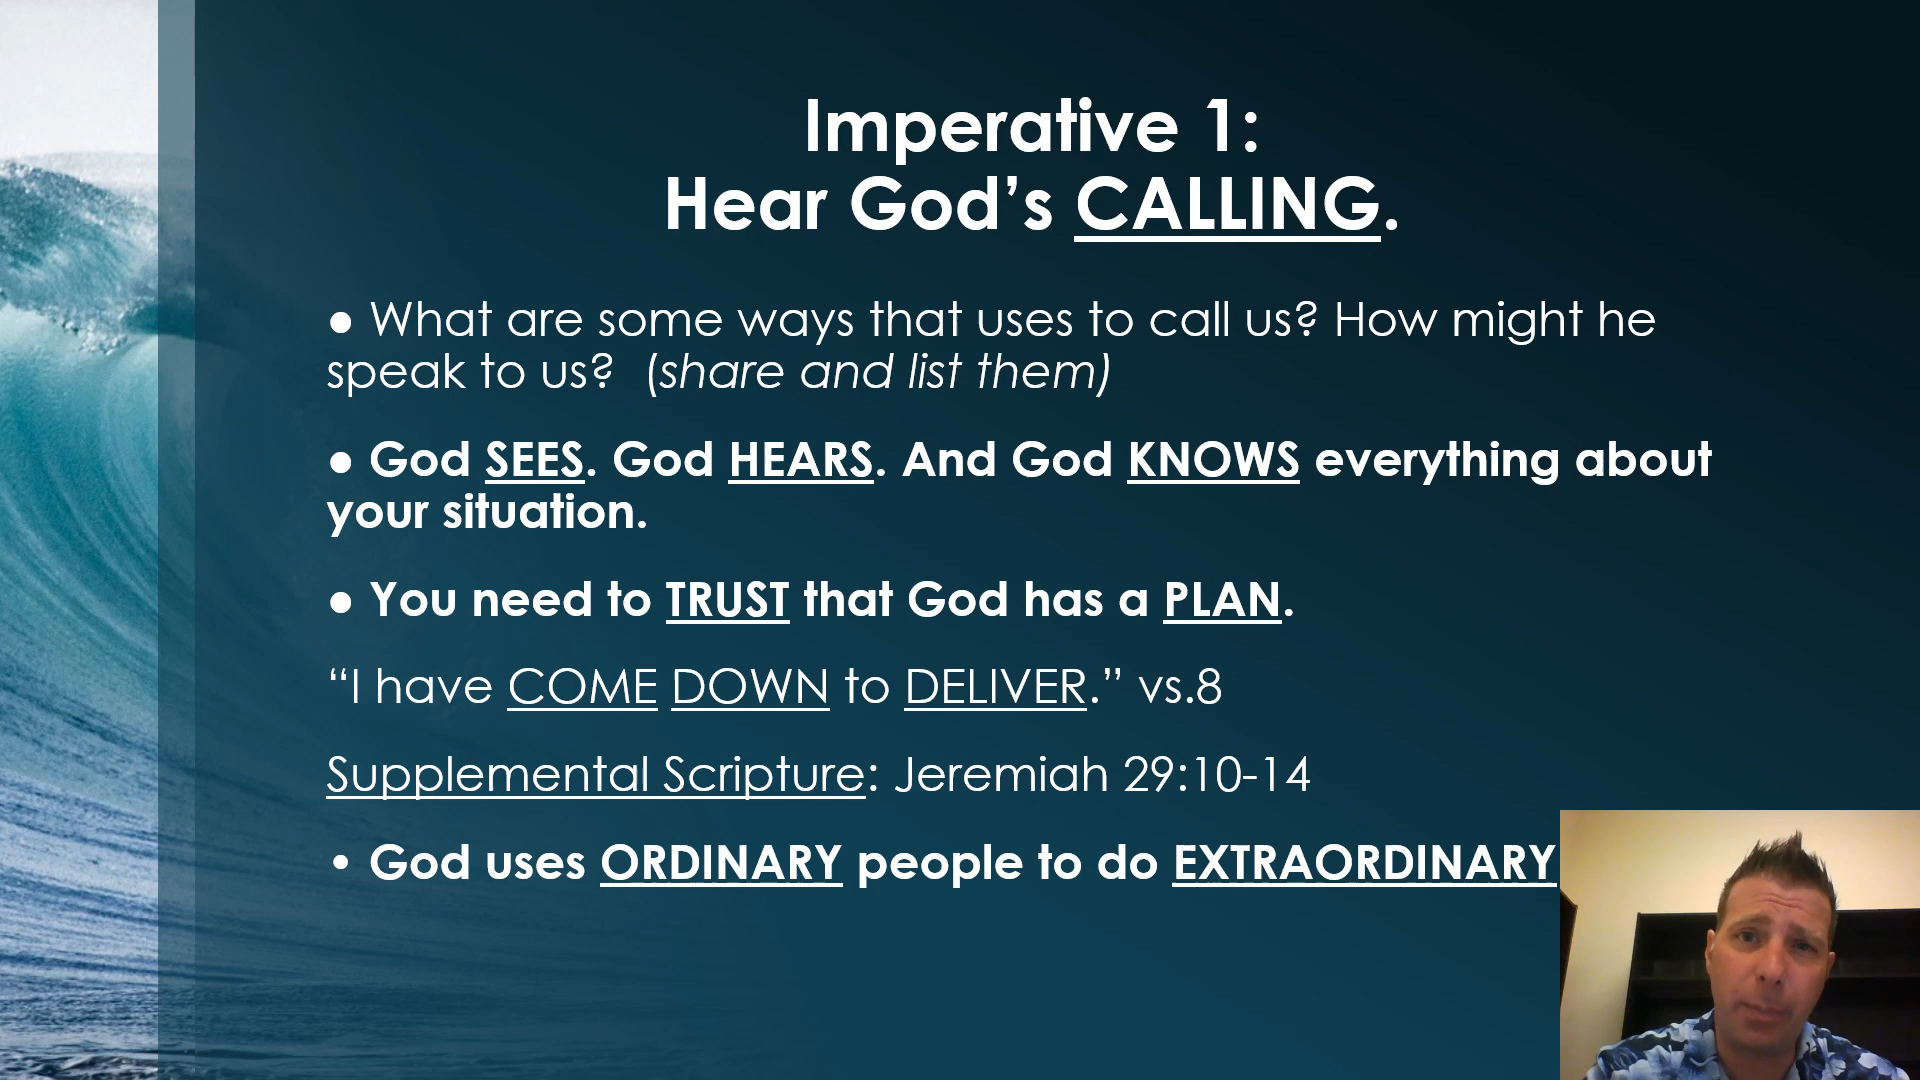 Imperative 1:
Hear God’s CALLING.
● What are some ways that uses to call us? How might he
speak to us?  (share and list them)
● God SEES. God HEARS. And God KNOWS everything about
your situation.
● You need to TRUST that God has a PLAN.
“I have COME DOWN to DELIVER.” vs.8
Supplemental Scripture: Jeremiah 29:10-14
• God uses ORDINARY people to do EXTRAORDINARY